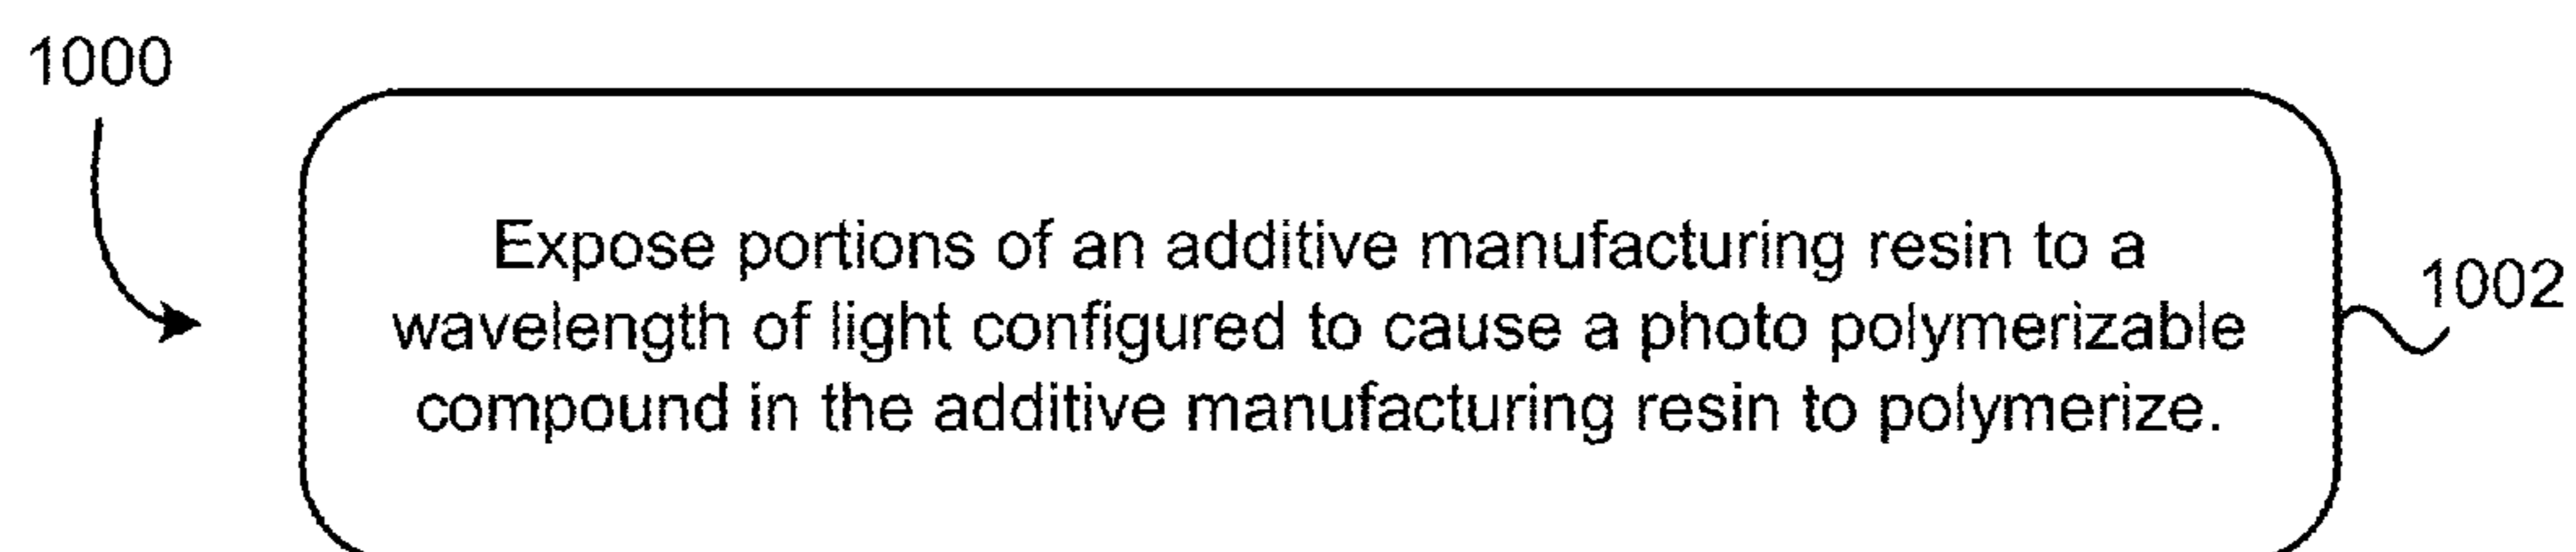 1000
Expose portions of an additive manufacturing resin to a
wavelength of light configured to cause a photo polymerizable
compound in the additive manufacturing resin to polymerize.
1002